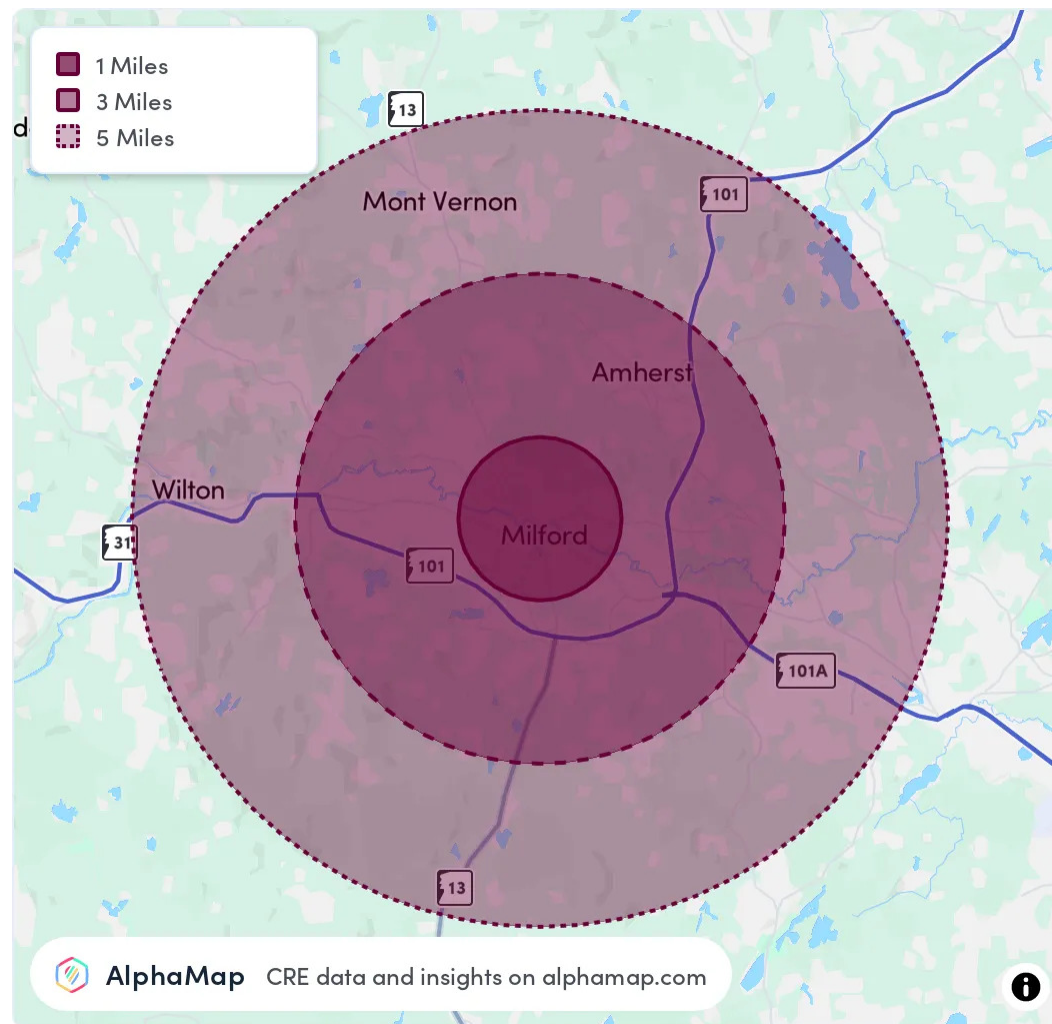 1 Miles
3 Miles
5 Miles
13
101
Mont Vernon
Amherst
Wilton
Milford
31
101
101A
13
AlphaMap CRE data and insights on alphamap.com